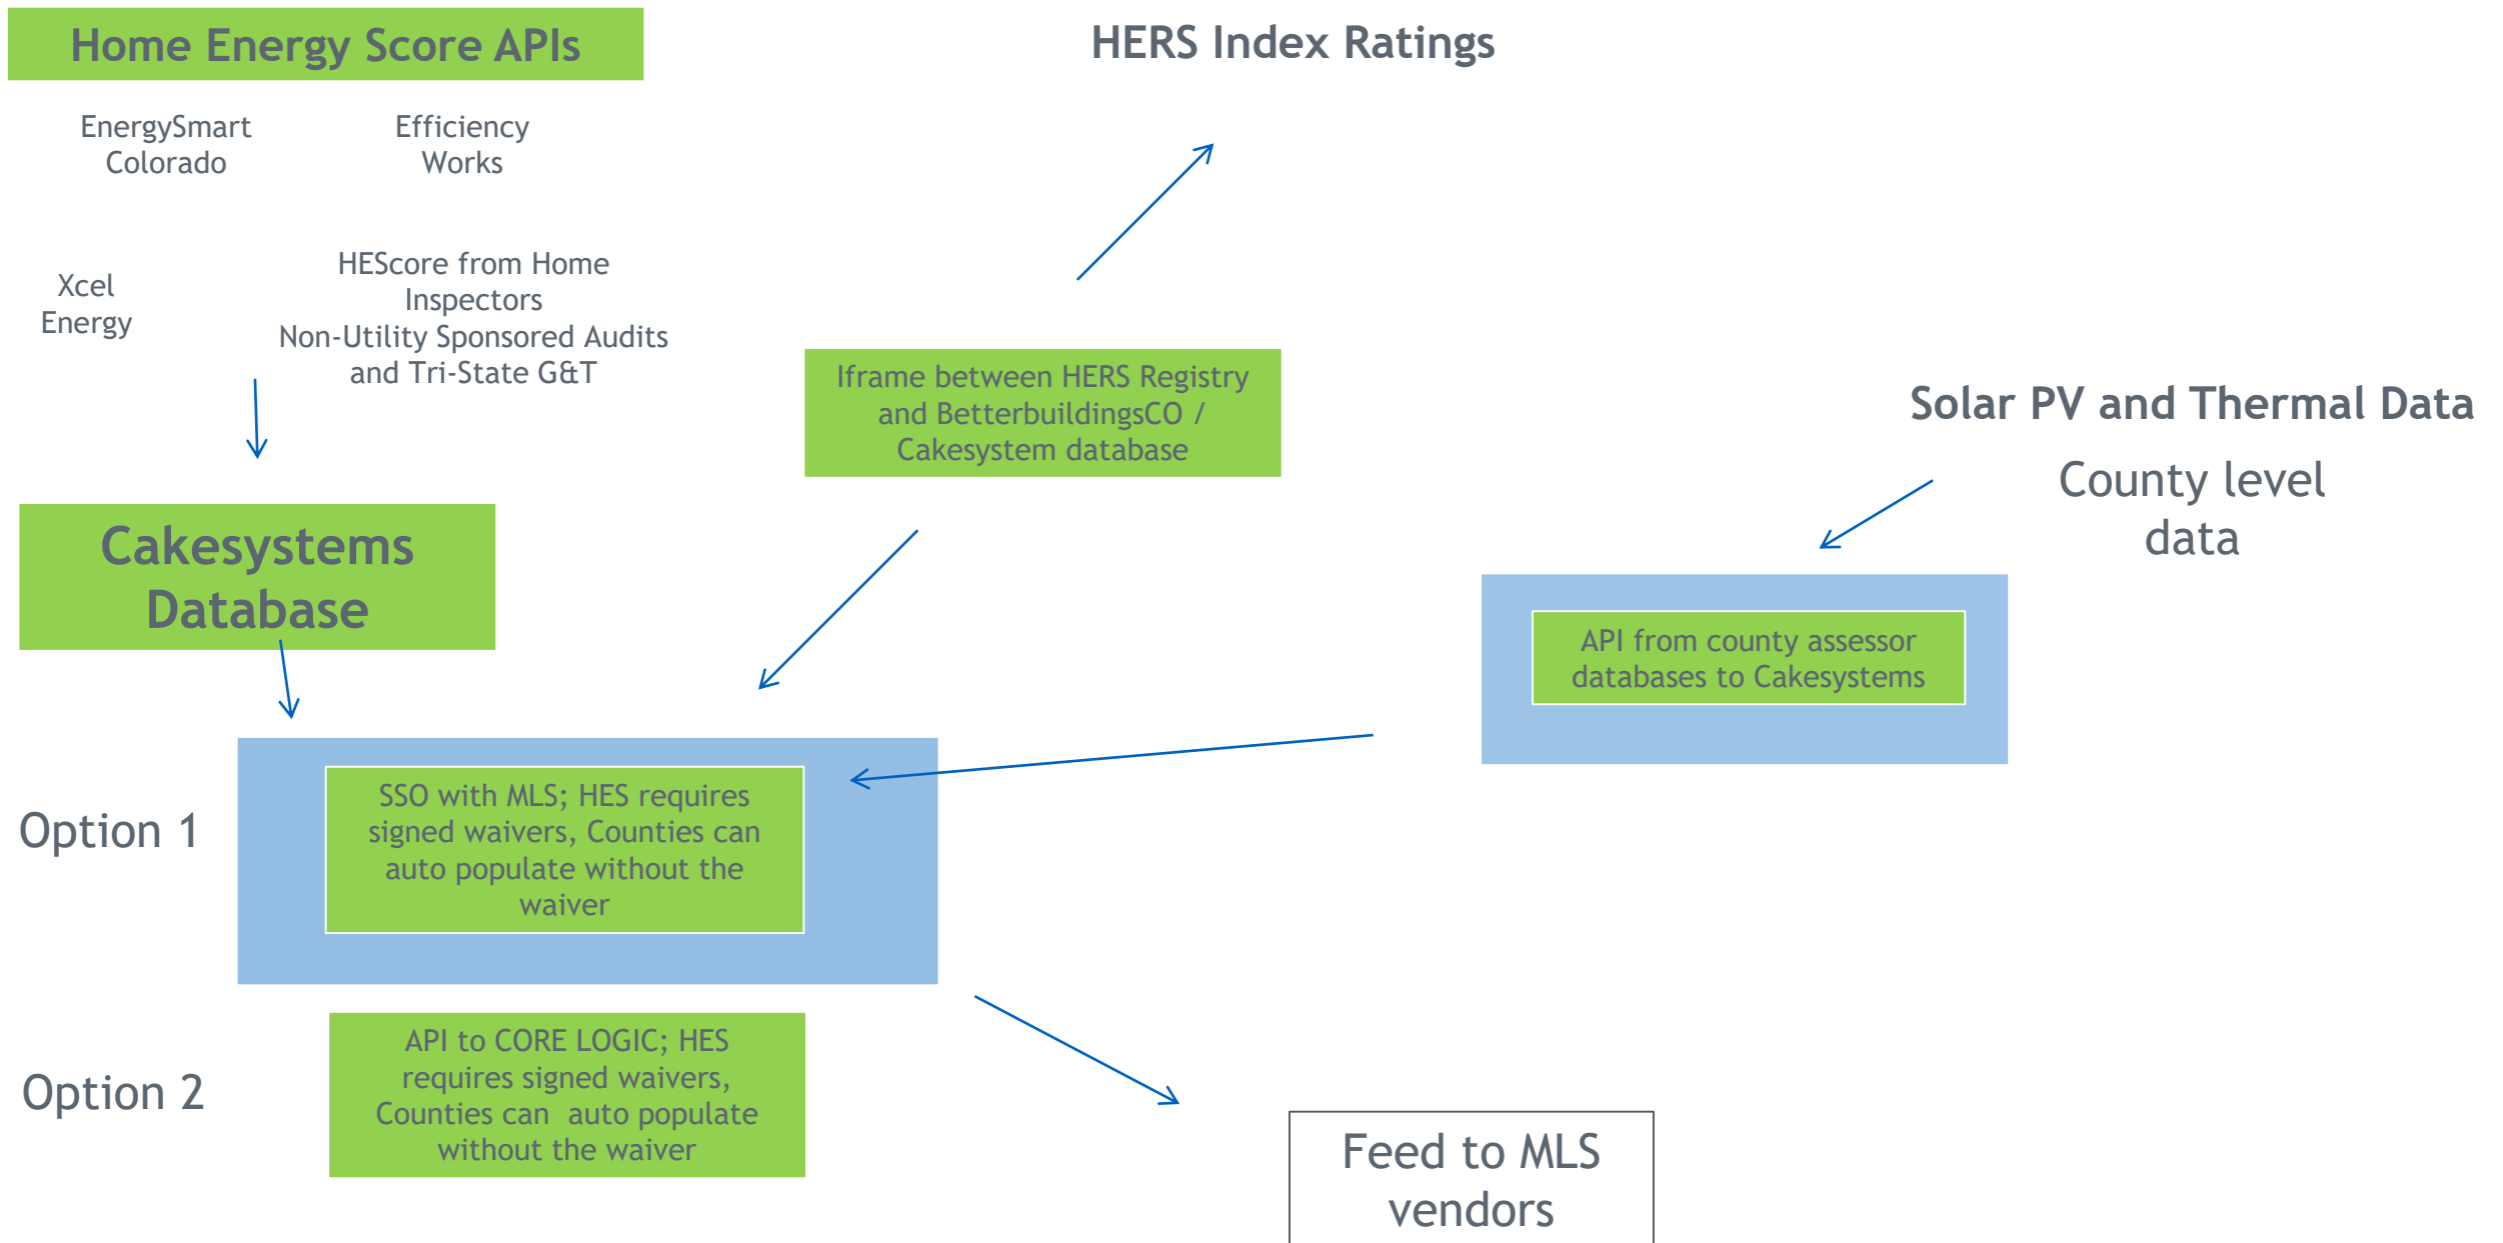 Home Energy Score APIs
HERS Index Ratings
EnergySmart
Colorado
Efficiency
Works
Xcel
Energy
HEScore from Home
Inspectors
Non-Utility Sponsored Audits
and Tri-State G&T
Iframe between HERS Registry
and BetterbuildingsCO /
Cakesystem database
Solar PV and Thermal Data
County level
data
Cakesystems
Database
API from county assessor
databases to Cakesystems
Option 1
SSO with MLS; HES requires
signed waivers, Counties can
auto populate without the
waiver
Option 2
API to CORE LOGIC; HES
requires signed waivers,
Counties can  auto populate
without the waiver
Feed to MLS
vendors